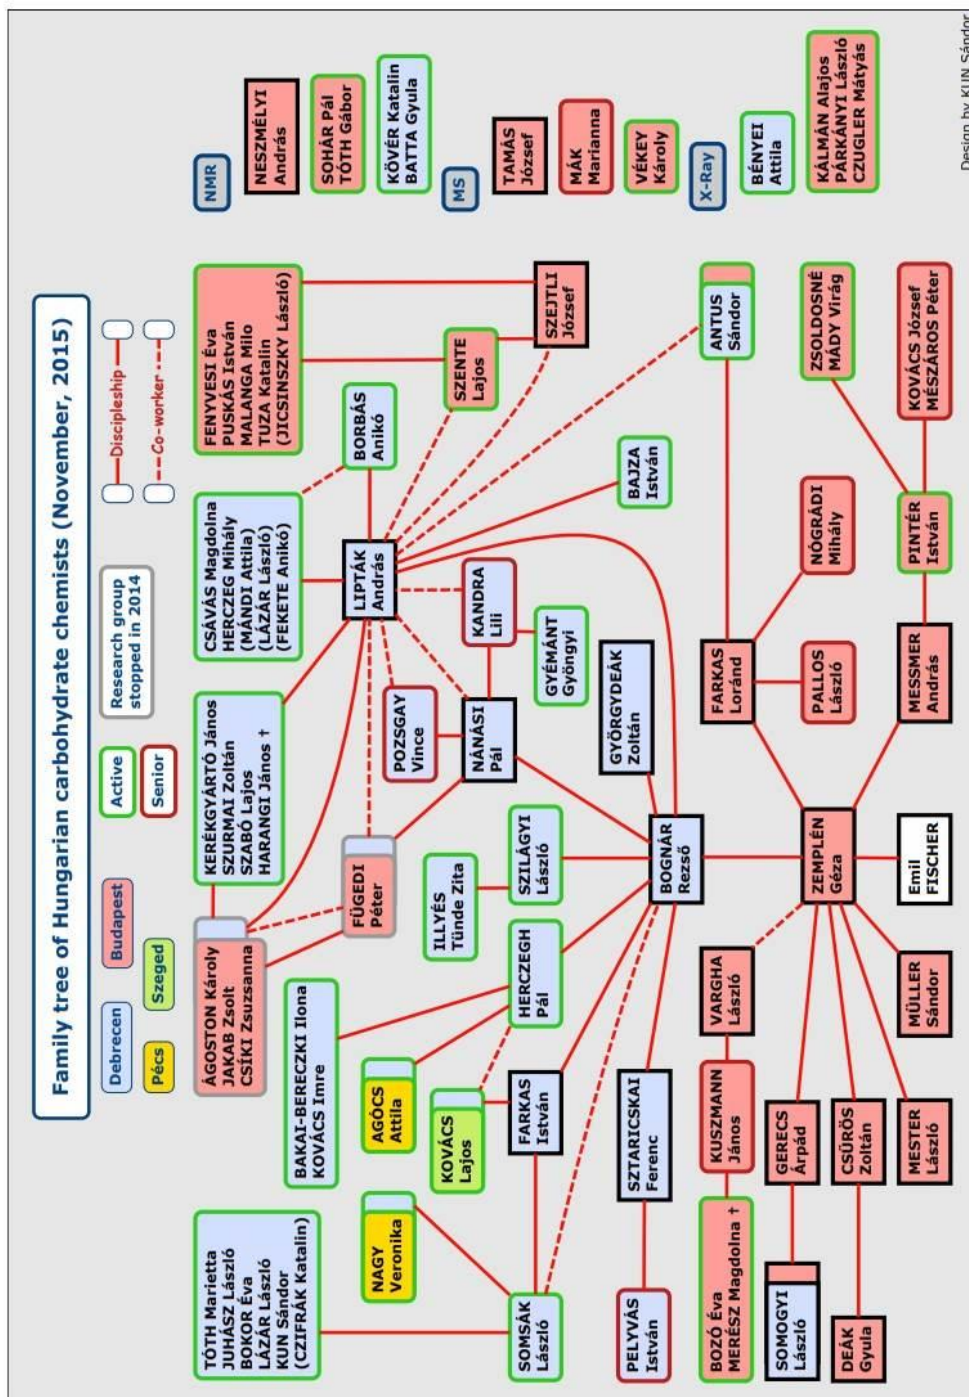 Family tree of Hungarian carbohydrate chemists (November, 2015)
Debrecen
Budapest
Pécs
Szeged
Active
Senior
Research group
stopped in 2014
Discipleship
Co-worker
TÓTH Marietta
JUHÁSZ László
BOKOR Éva
LÁZÁR László
KUN Sándor
(CZIFRÁK Katalin)
BAKAI-BERECZKI Ilona
KOVÁCS Imre
ÁGOSTON Károly
JAKAB Zsolt
CSÍKI Zsuzsanna
KERÉKGYÁRTÓ János
SZURMAI Zoltán
SZABÓ Lajos
HARANGI János †
CSÁVÁS Magdolna
HERCZEG Mihály
(MÁNDI Attila)
(LÁZÁR László)
(FEKETE Anikó)
BORBÁS
Anikó
FENYVESI Éva
PUSKÁS István
MALANGA Milo
TUZA Katalin
(JICSINSZKY László)
NAGY
Veronika
AGÓCS
Attila
KOVÁCS
Lajos
FÜGEDI
Péter
LIPTÁK
András
POZSGAY
Vince
KANDRA
Lili
SZENTE
Lajos
SZEJTLI
József
ILLYÉS
Tünde Zita
NÁNÁSI
Pál
GYÉMÁNT
Gyöngyi
SOMSÁK
László
FARKAS
István
HERCZEGH
Pál
SZILÁGYI
László
GYÖRGYDEÁK
Zoltán
BAJZA
István
PELYVÁS
István
SZTARICSKAI
Ferenc
BOGNÁR
Rezső
ANTUS
Sándor
BOZÓ Éva
MERÉSZ Magdolna †
KUSZMANN
János
VARGHA
László
FARKAS
Loránd
PALLOS
László
NÓGRÁDI
Mihály
ZSOLDOSNÉ
MÁDY Virág
SOMOGYI
László
GERECS
Árpád
ZEMPLÉN
Géza
DEÁK
Gyula
CSŰRÖS
Zoltán
MESTER
László
MÜLLER
Sándor
Emil
FISCHER
MESSMER
András
PINTÉR
István
KOVÁCS József
MÉSZÁROS Péter
NMR
NESZMÉLYI
András
SOHÁR Pál
TÓTH Gábor
KÖVÉR Katalin
BATTA Gyula
MS
TAMÁS
József
MÁK
Marianna
VÉKEY
Károly
X-Ray
BÉNYEI
Attila
KÁLMÁN Alajos
PÁRKÁNYI László
CZUGLER Mátyás
Design by KUN Sándor